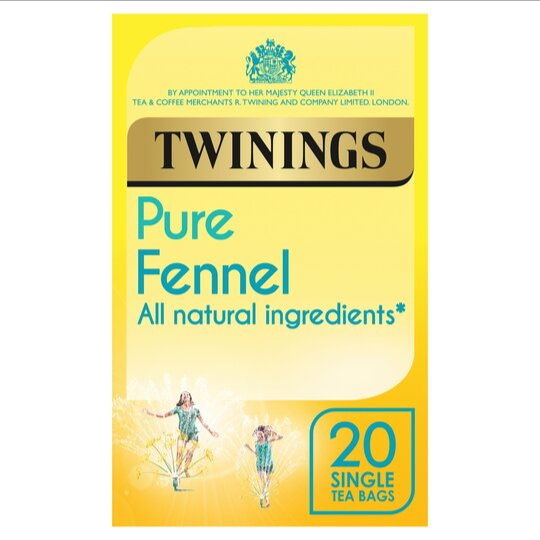 BY APPOINTMENT TO HER MAJESTY QUEEN ELIZABETH II
TEA & COFFEE MERCHANTS R. TWINING AND COMPANY LIMITED. LONDON.
TWININGS
Pure
Fennel
All natural ingredients*
20
SINGLE
TEA BAGS